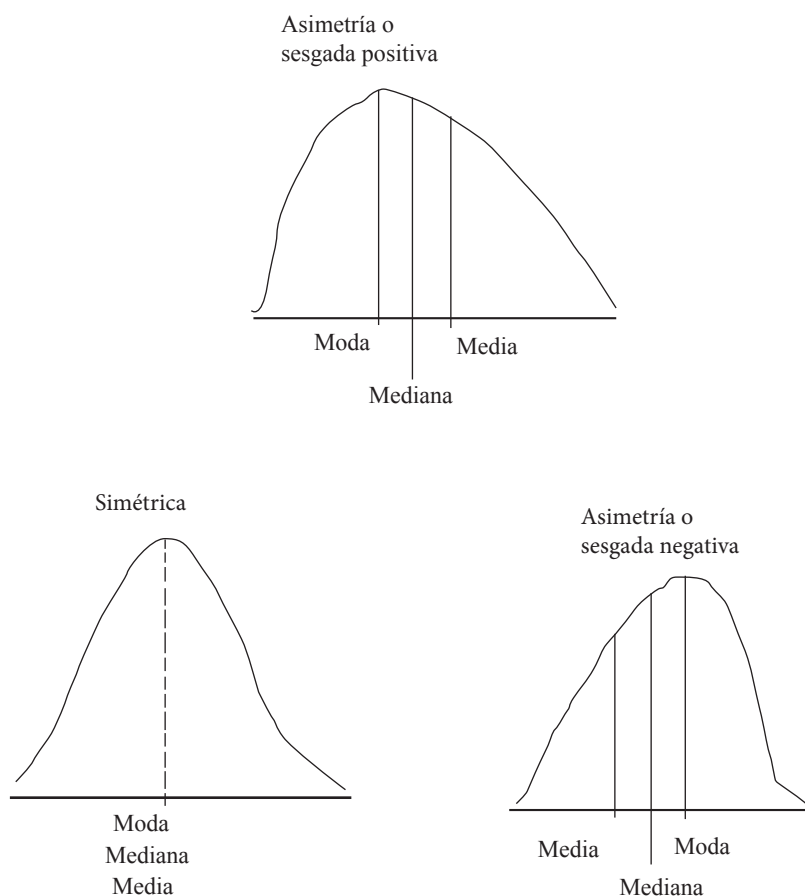 Asimetría o
sesgada positiva
Moda
Media
Mediana
Simétrica
Moda
Mediana
Media
Asimetría o
sesgada negativa
Media
Moda
Mediana